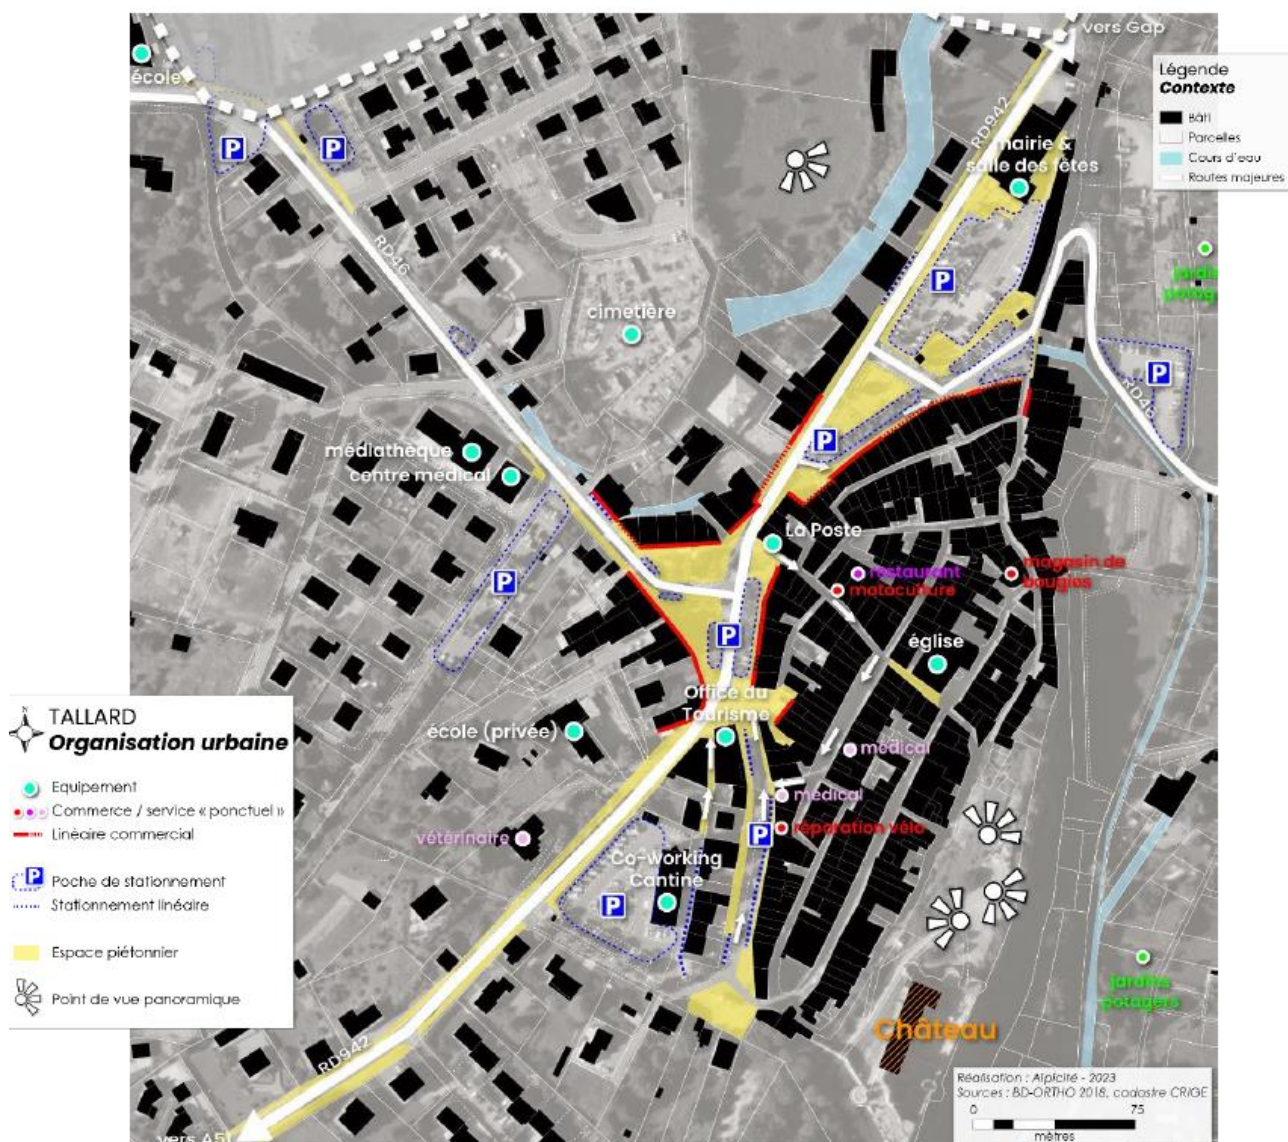 vers Gap
école
P
P
Légende
Contexte
Bâti
Parcelles
Cours d'eau
Routes majeures
RD942
mairie &
salle des fêtes
RD46
P
cimetière
P
RD46
P
médiathèque
centre médical
La Poste
restaurant
motoculture
magasin de
bougies
P
P
église
Office du
Tourisme
école (privée)
médical
médical
réparation vélo
P
vétérinaire
Co-working
Cantine
P
jardins
potagers
Château
RD942
TALLARD
Organisation urbaine
N
Equipement
Commerce / service « ponctuel »
Linéaire commercial
P
Poche de stationnement
Stationnement linéaire
Espace piétonnier
Point de vue panoramique
Réalisation : Alpicité - 2023
Sources : BD-ORTHO 2018, cadastre CRIGE
0 75
mètres